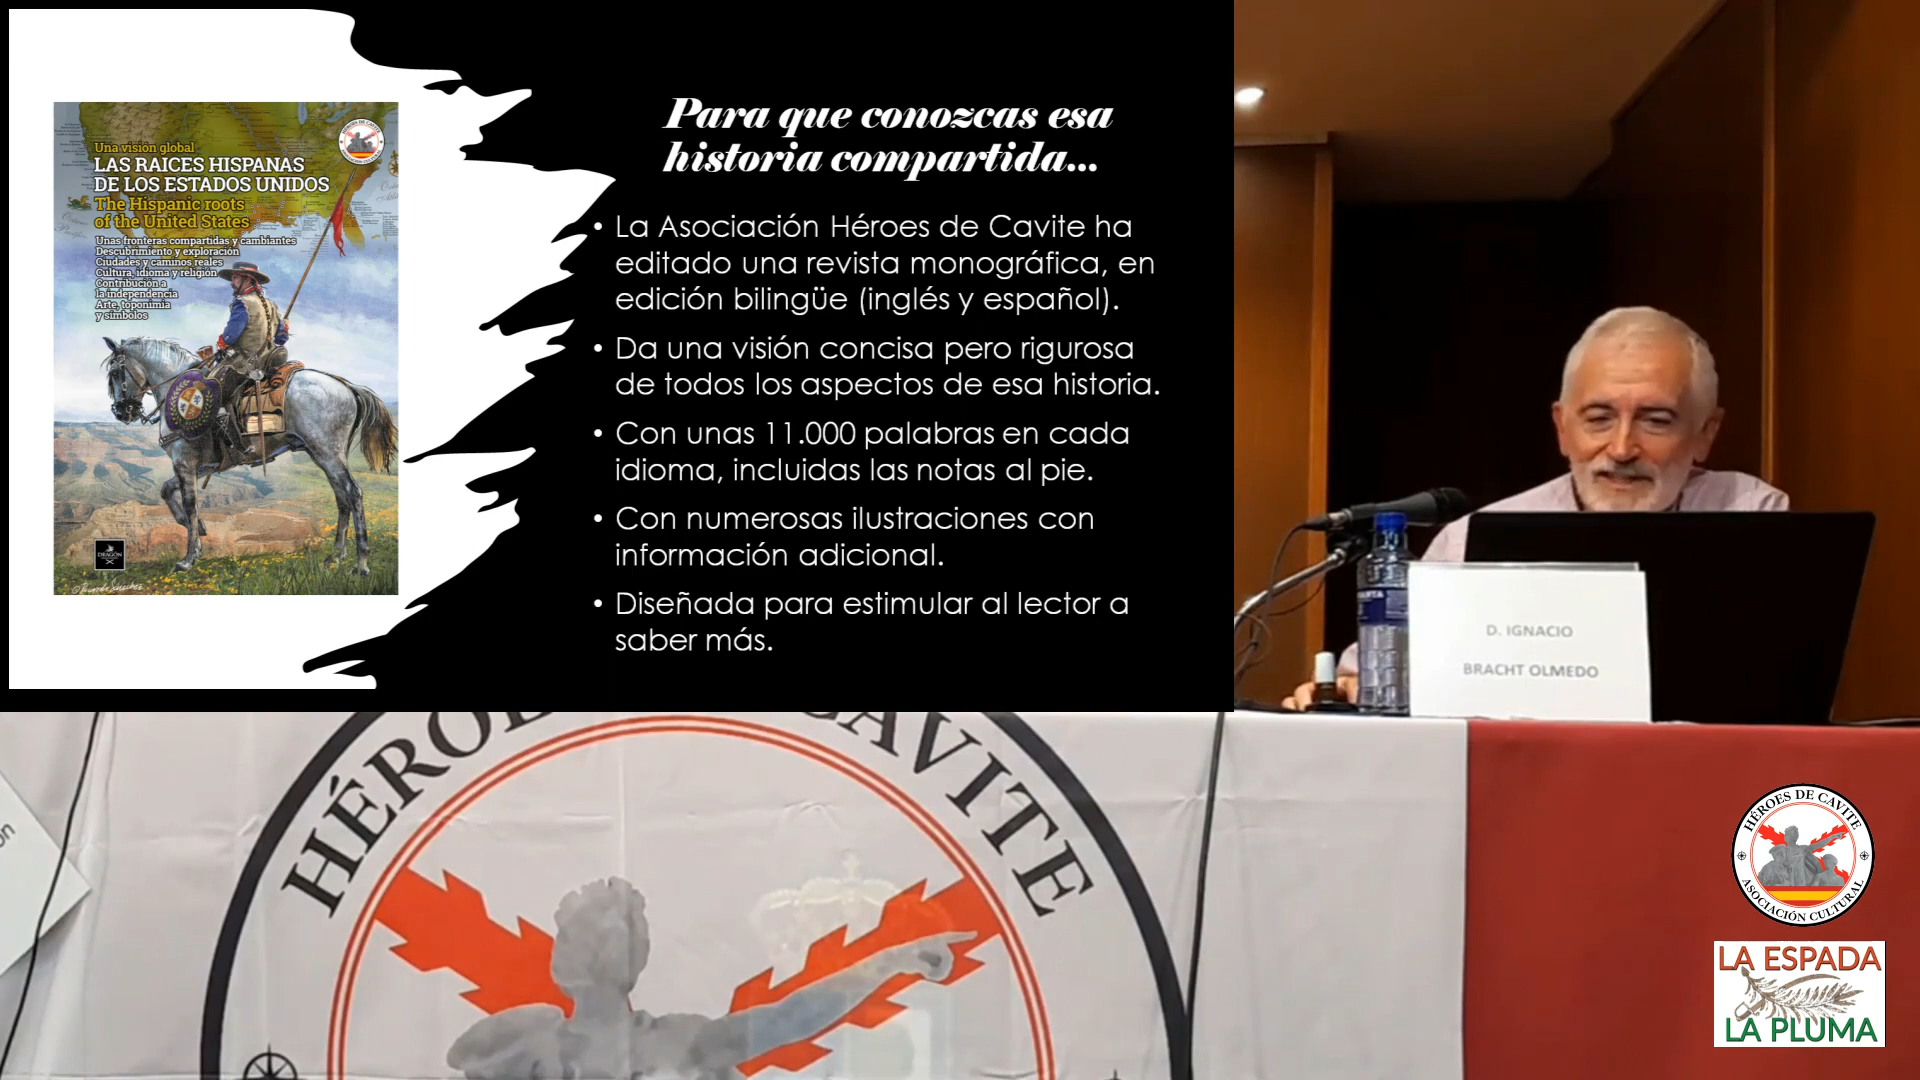 Una visión global
LAS RAICES HISPANAS
DE LOS ESTADOS UNIDOS
The Hispanic roots
of the United States
Unas fronteras compartidas y cambiantes
Descubrimiento y exploración
Ciudades y caminos reales
Cultura, idioma y religión
Contribución a
la independencia
Arte, toponimia
y símbolos
DRAGÓN
Para que conozcas esa
historia compartida...
• La Asociación Héroes de Cavite ha
editado una revista monográfica, en
edición bilingüe (inglés y español).
• Da una visión concisa pero rigurosa
de todos los aspectos de esa historia.
• Con unas 11.000 palabras en cada
idioma, incluidas las notas al pie.
• Con numerosas ilustraciones con
información adicional.
• Diseñada para estimular al lector a
saber más.
D. IGNACIO
BRACHT OLMEDO
HÉROES DE CAVITE
HÉROES DE CAVITE
ASOCIACIÓN CULTURAL
LA ESPADA
LA PLUMA